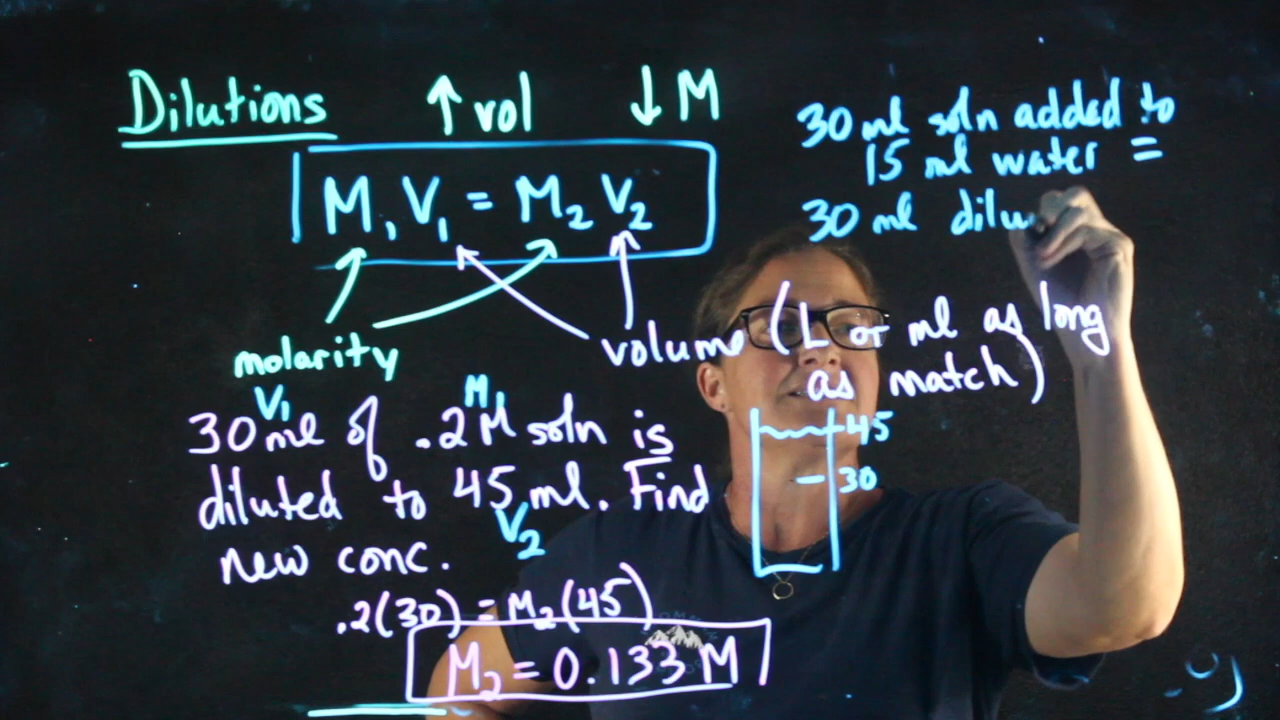 Dilutions ↑ vol ↓ M
M₁V₁ = M₂V₂
molarity
volume (L or ml as long
as match)
30 ml soln added to
15 ml water =
30 ml dilu
V₁ M₁
30 ml of .2M soln is
diluted to 45 ml. Find
V₂
new conc.
45
30
.2(30) = M₂(45)
M₂ = 0.133 M